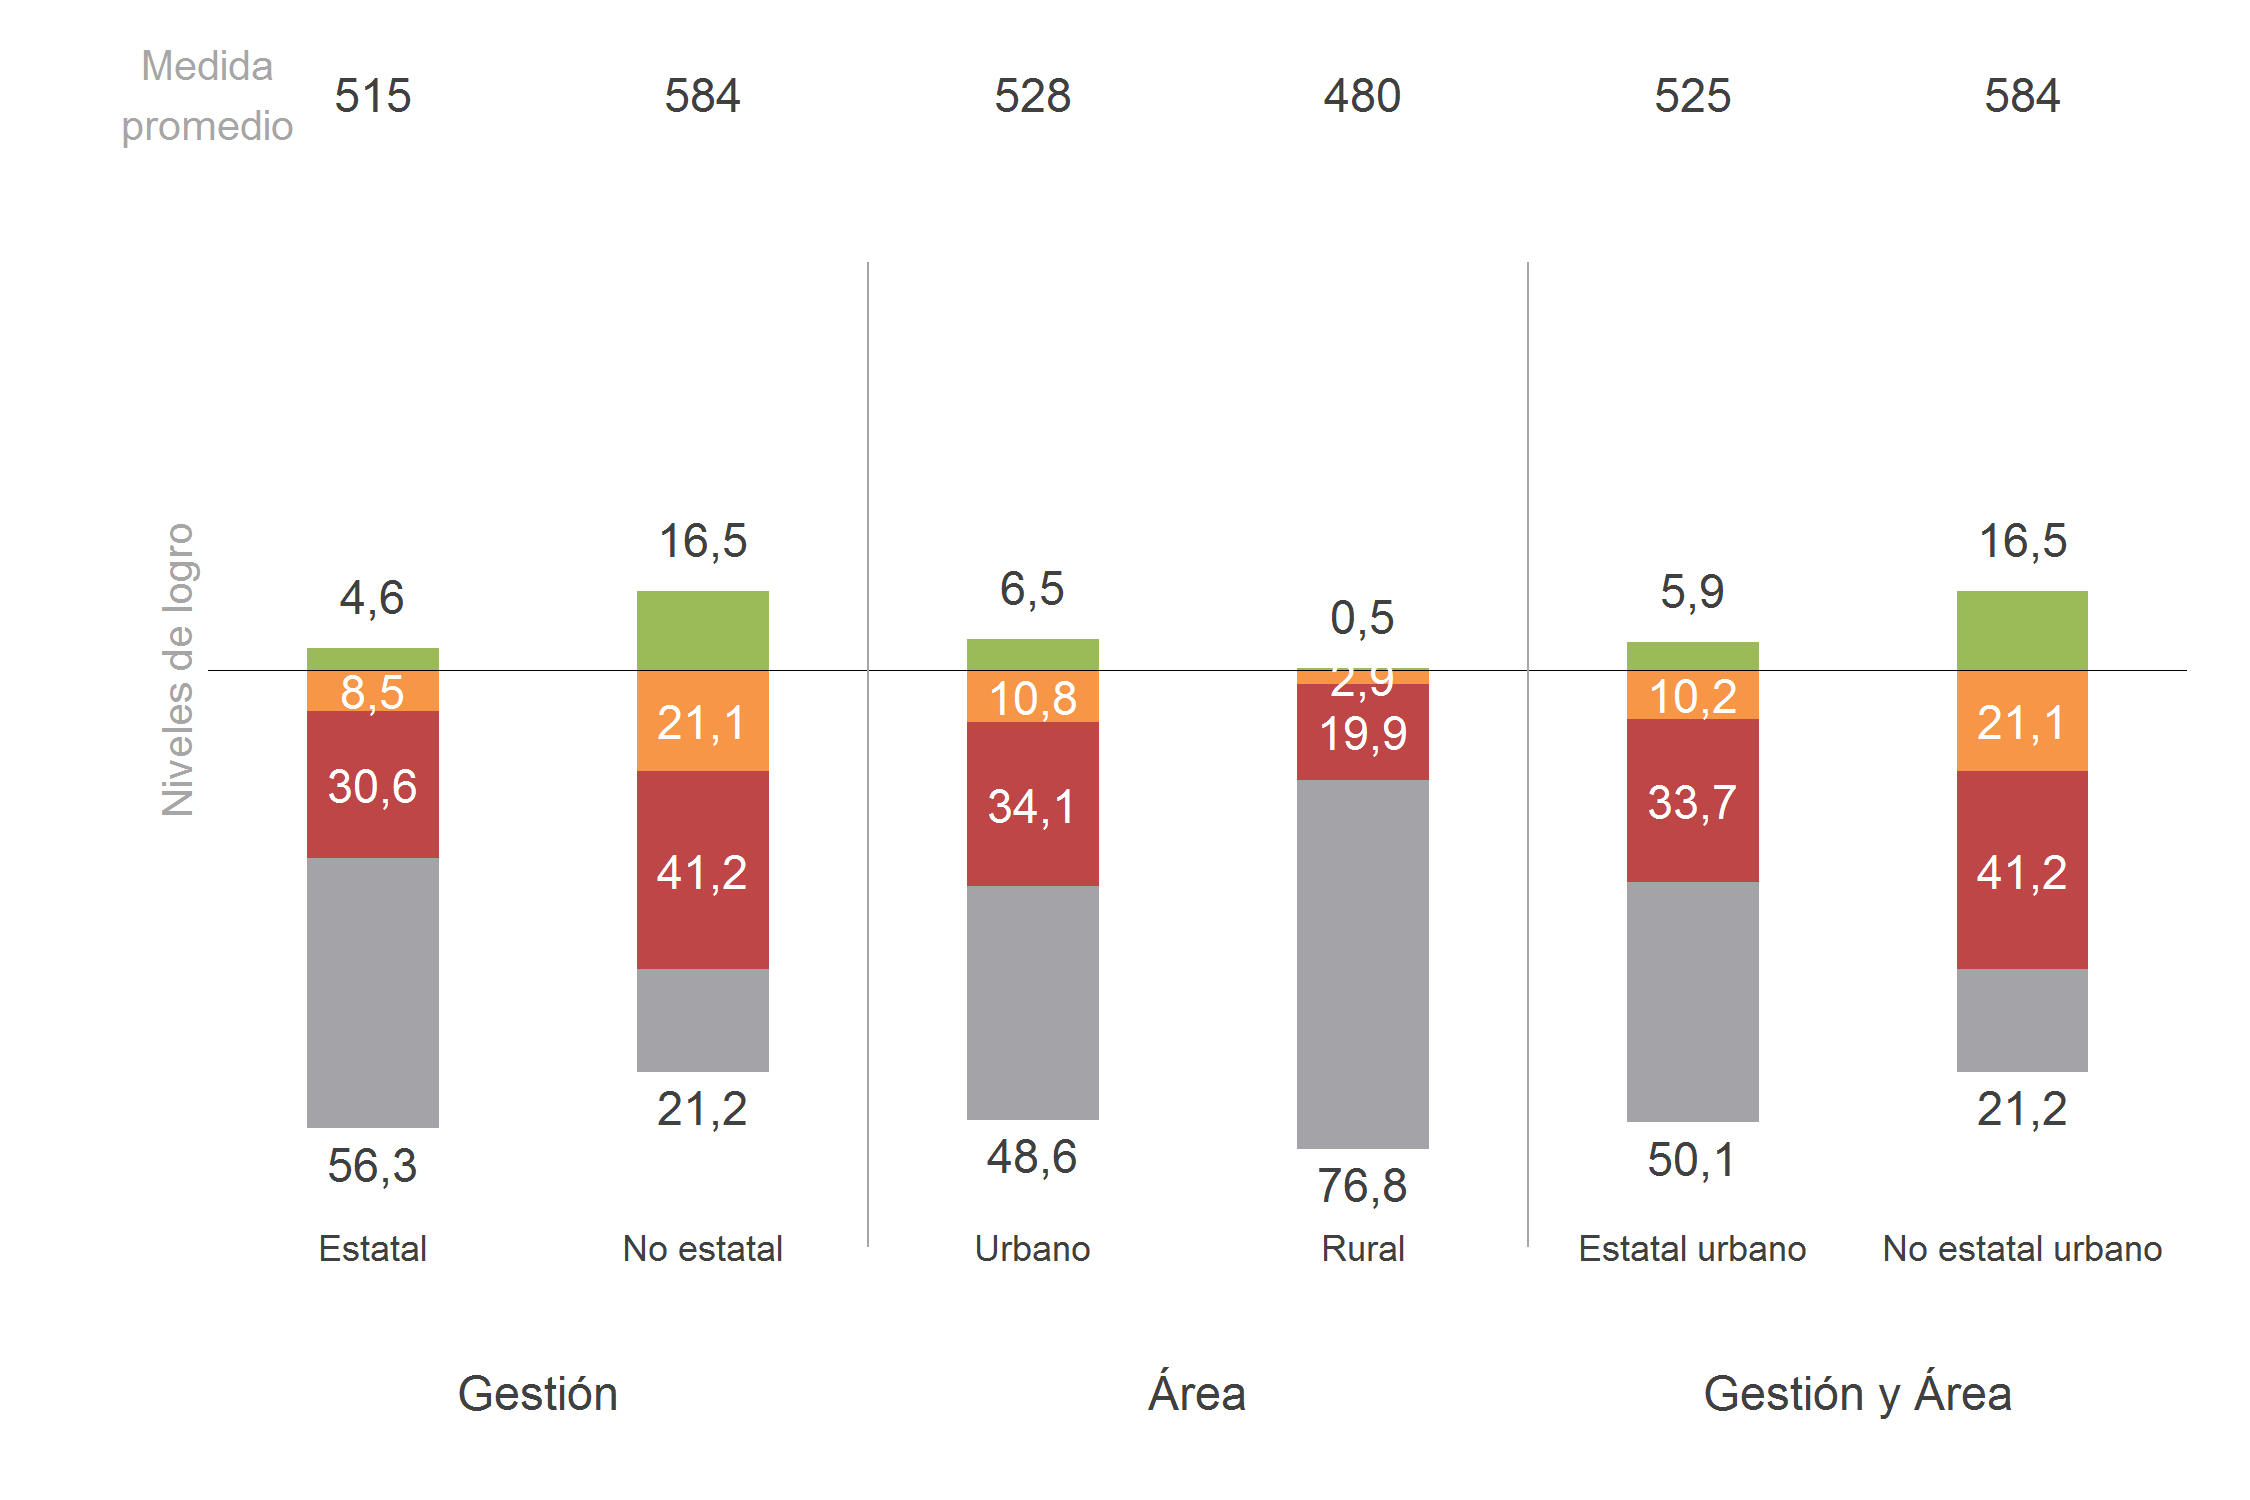 Medida
promedio
515 584 528 480 525 584
Niveles de logro
4,6 16,5 6,5 0,5 5,9 16,5
8,5 21,1 10,8 2,9 10,2 21,1
30,6 41,2 34,1 19,9 33,7 41,2
56,3 21,2 48,6 76,8 50,1 21,2
Estatal No estatal Urbano Rural Estatal urbano No estatal urbano
Gestión Área Gestión y Área